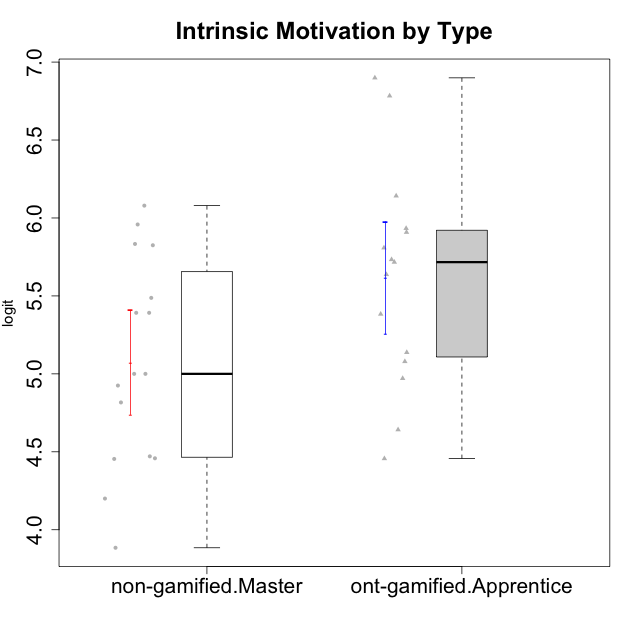 Intrinsic Motivation by Type
7.0
6.5
6.0
5.5
5.0
4.5
4.0
logit
non-gamified.Master
ont-gamified.Apprentice